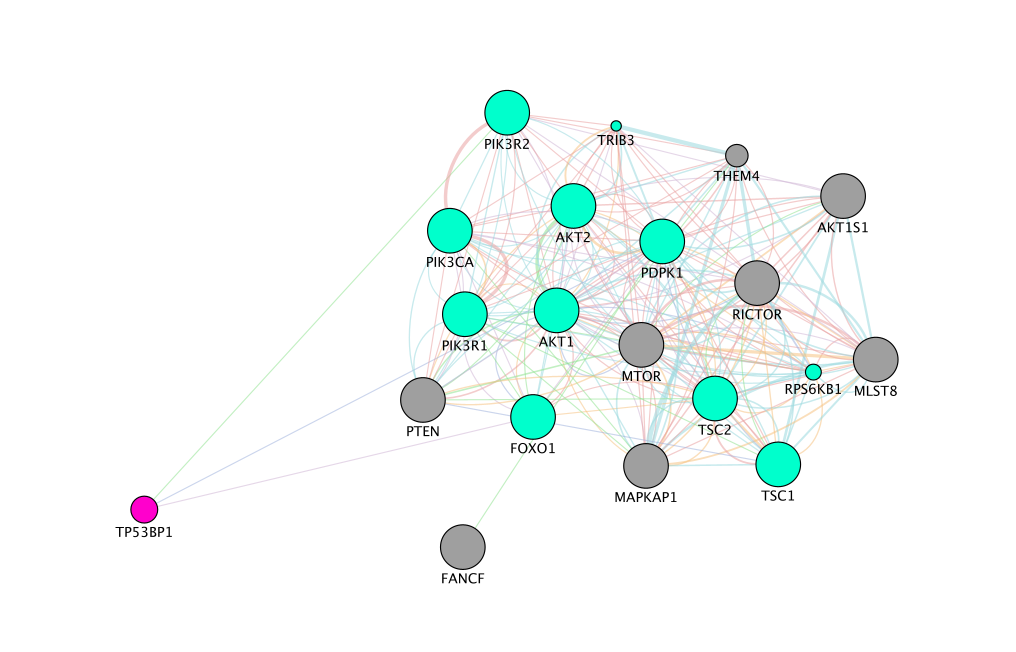 PIK3R2
TRIB3
THEM4
AKT1S1
AKT2
PIK3CA
PDPK1
RICTOR
PIK3R1
AKT1
MTOR
RPS6KB1
MLST8
PTEN
FOXO1
TSC2
MAPKAP1
TSC1
TP53BP1
FANCF